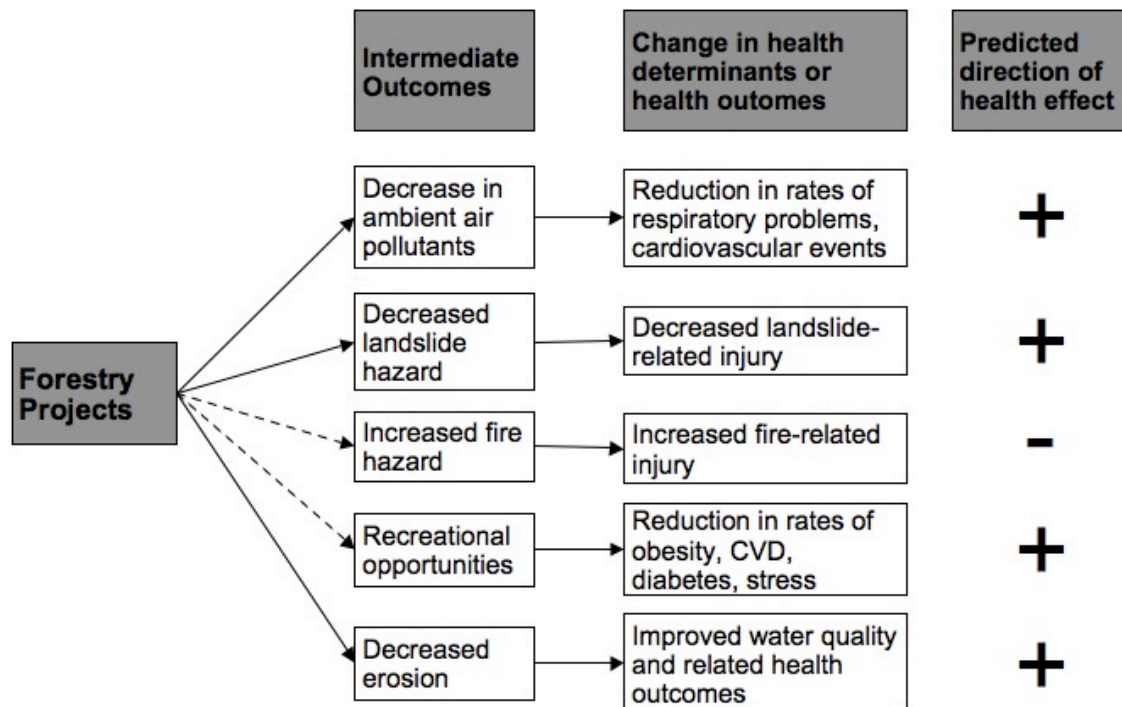 Intermediate
Outcomes
Change in health
determinants or
health outomes
Predicted
direction of
health effect
Forestry
Projects
Decrease in
ambient air
pollutants
Reduction in rates of
respiratory problems,
cardiovascular events
+
Decreased
landslide
hazard
Decreased landslide-
related injury
+
Increased fire
hazard
Increased fire-related
injury
-
Recreational
opportunities
Reduction in rates of
obesity, CVD,
diabetes, stress
+
Decreased
erosion
Improved water quality
and related health
outcomes
+